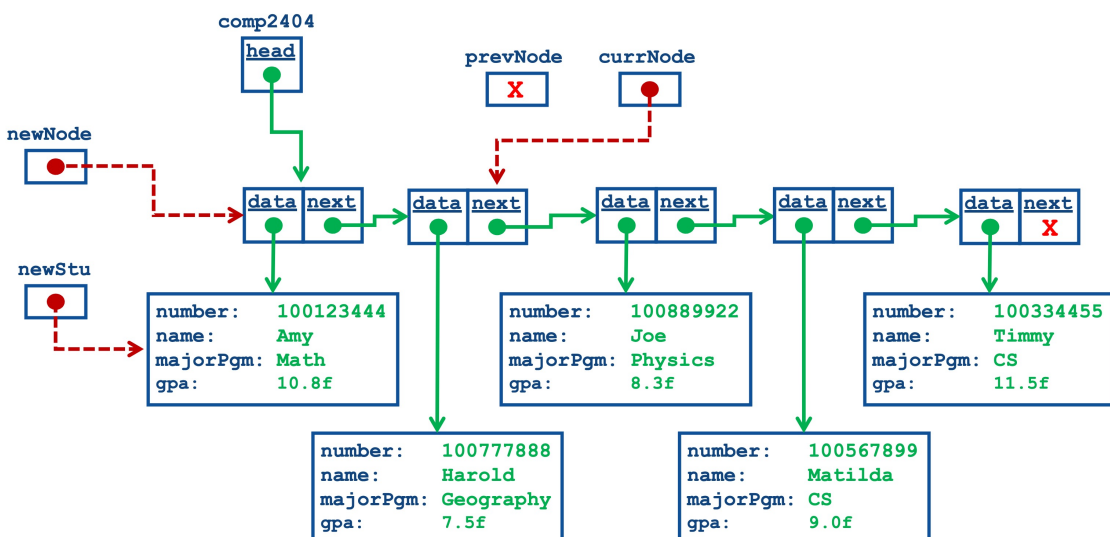 comp2404
head
prevNode
X
currNode
newNode
data next
data next
data next
data next
data next
X
newStu
number: 100123444
name: Amy
majorPgm: Math
gpa: 10.8f
number: 100889922
name: Joe
majorPgm: Physics
gpa: 8.3f
number: 100334455
name: Timmy
majorPgm: CS
gpa: 11.5f
number: 100777888
name: Harold
majorPgm: Geography
gpa: 7.5f
number: 100567899
name: Matilda
majorPgm: CS
gpa: 9.0f